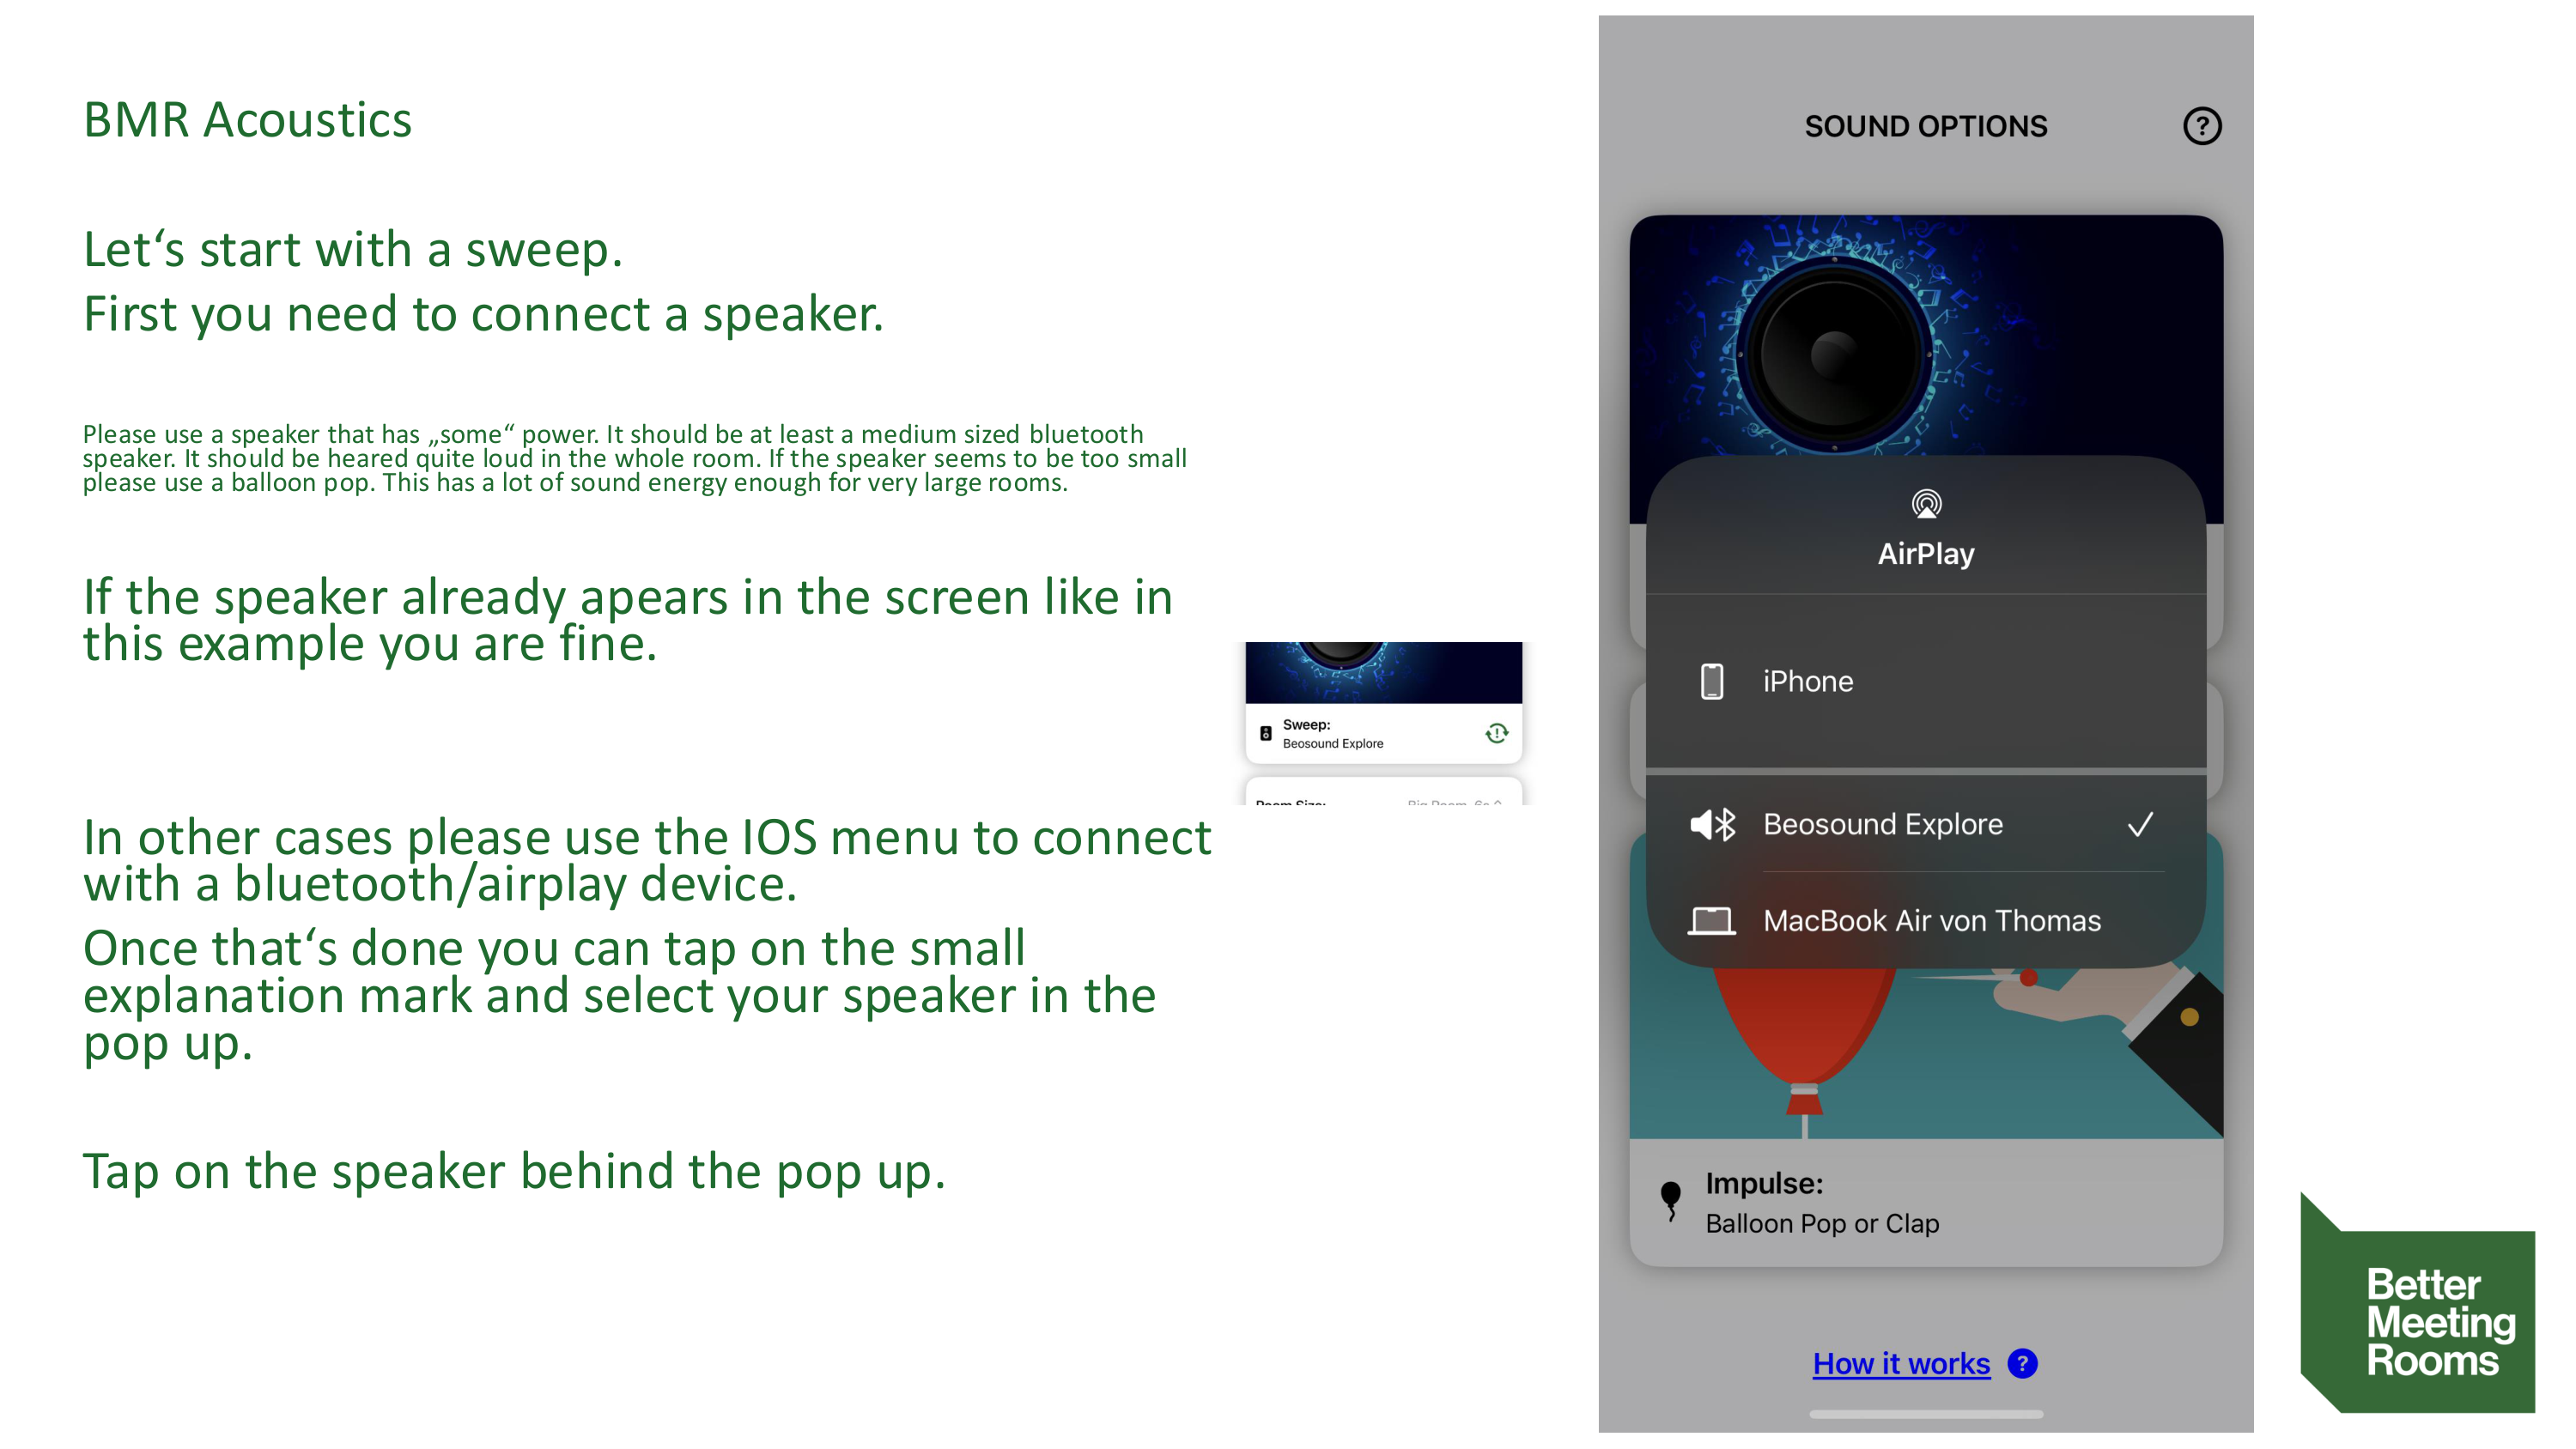 BMR Acoustics
Let‘s start with a sweep.
First you need to connect a speaker.
Please use a speaker that has „some“ power. It should be at least a medium sized bluetooth
speaker. It should be heared quite loud in the whole room. If the speaker seems to be too small
please use a balloon pop. This has a lot of sound energy enough for very large rooms.
If the speaker already apears in the screen like in
this example you are fine.
Sweep:
Beosound Explore
In other cases please use the IOS menu to connect
with a bluetooth/airplay device.
Once that‘s done you can tap on the small
explanation mark and select your speaker in the
pop up.
Tap on the speaker behind the pop up.
SOUND OPTIONS
AirPlay
iPhone
Beosound Explore
MacBook Air von Thomas
Impulse:
Balloon Pop or Clap
How it works ?
Better
Meeting
Rooms